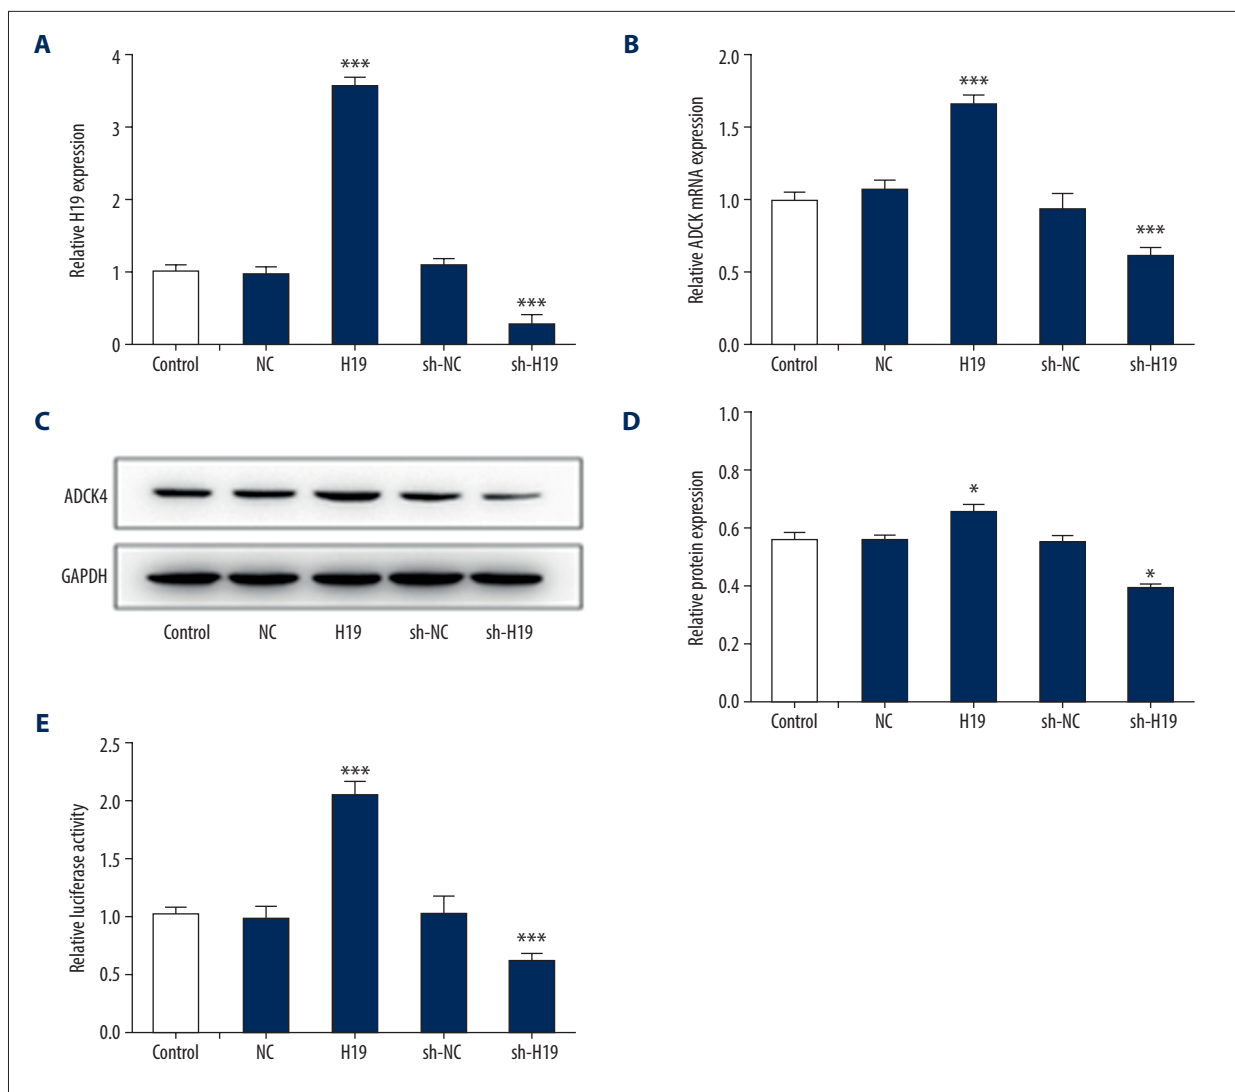 A
Relative H19 expression
4
3
2
1
0
***
***
Control NC H19 sh-NC sh-H19
B
Relative ADCK mRNA expression
2.0
1.5
1.0
0.5
0.0
***
***
Control NC H19 sh-NC sh-H19
C
ADCK4
GAPDH
Control NC H19 sh-NC sh-H19
D
Relative protein expression
1.0
0.8
0.6
0.4
0.2
0.0
*
*
Control NC H19 sh-NC sh-H19
E
Relative luciferase activity
2.5
2.0
1.5
1.0
0.5
0.0
***
***
Control NC H19 sh-NC sh-H19